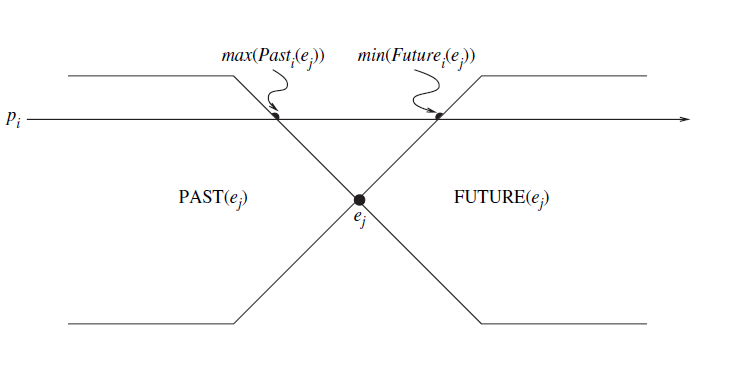 max(Past_i(e_j)) min(Future_i(e_j))
p_i
PAST(e_j) FUTURE(e_j)
e_j